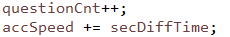 questionCnt++;
accSpeed += secDiffTime;